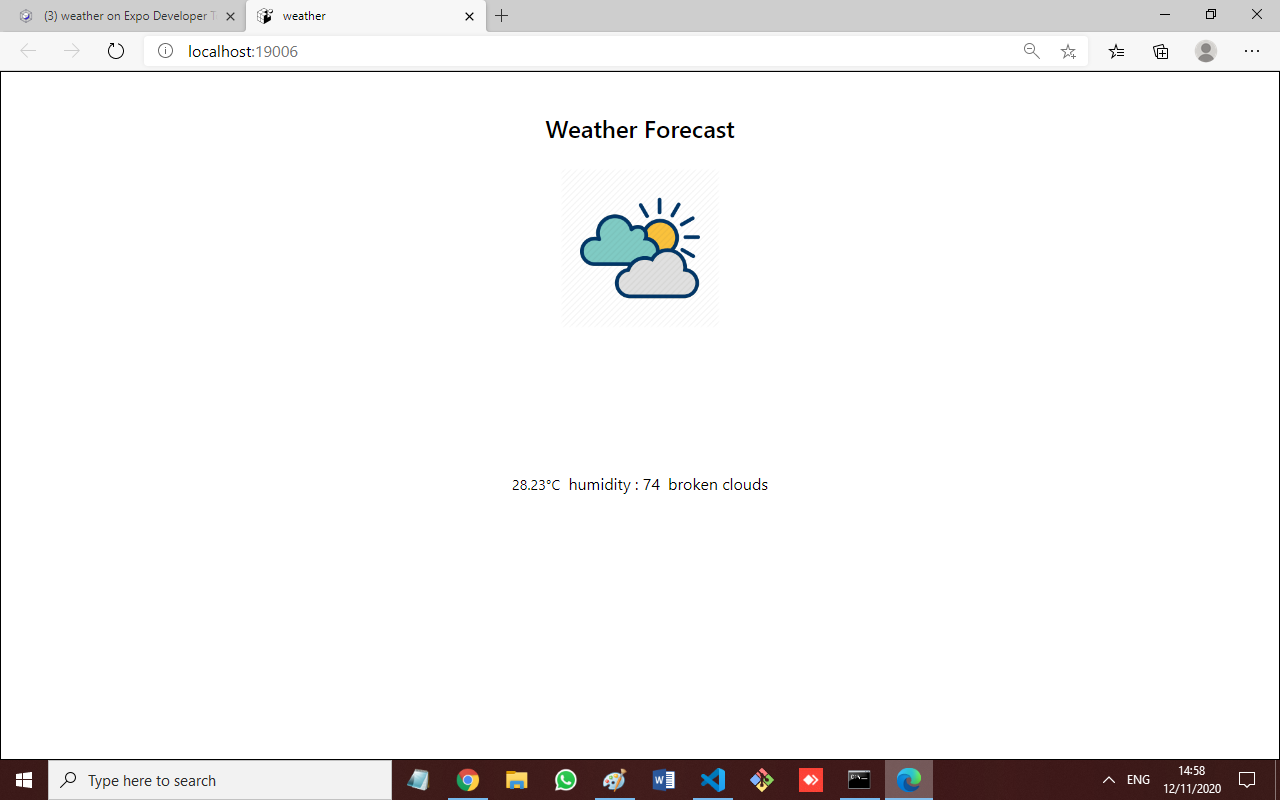 (3) weather on Expo Developer T
weather
localhost:19006
Weather Forecast
28.23°C humidity : 74 broken clouds
Type here to search
ENG
14:58
12/11/2020